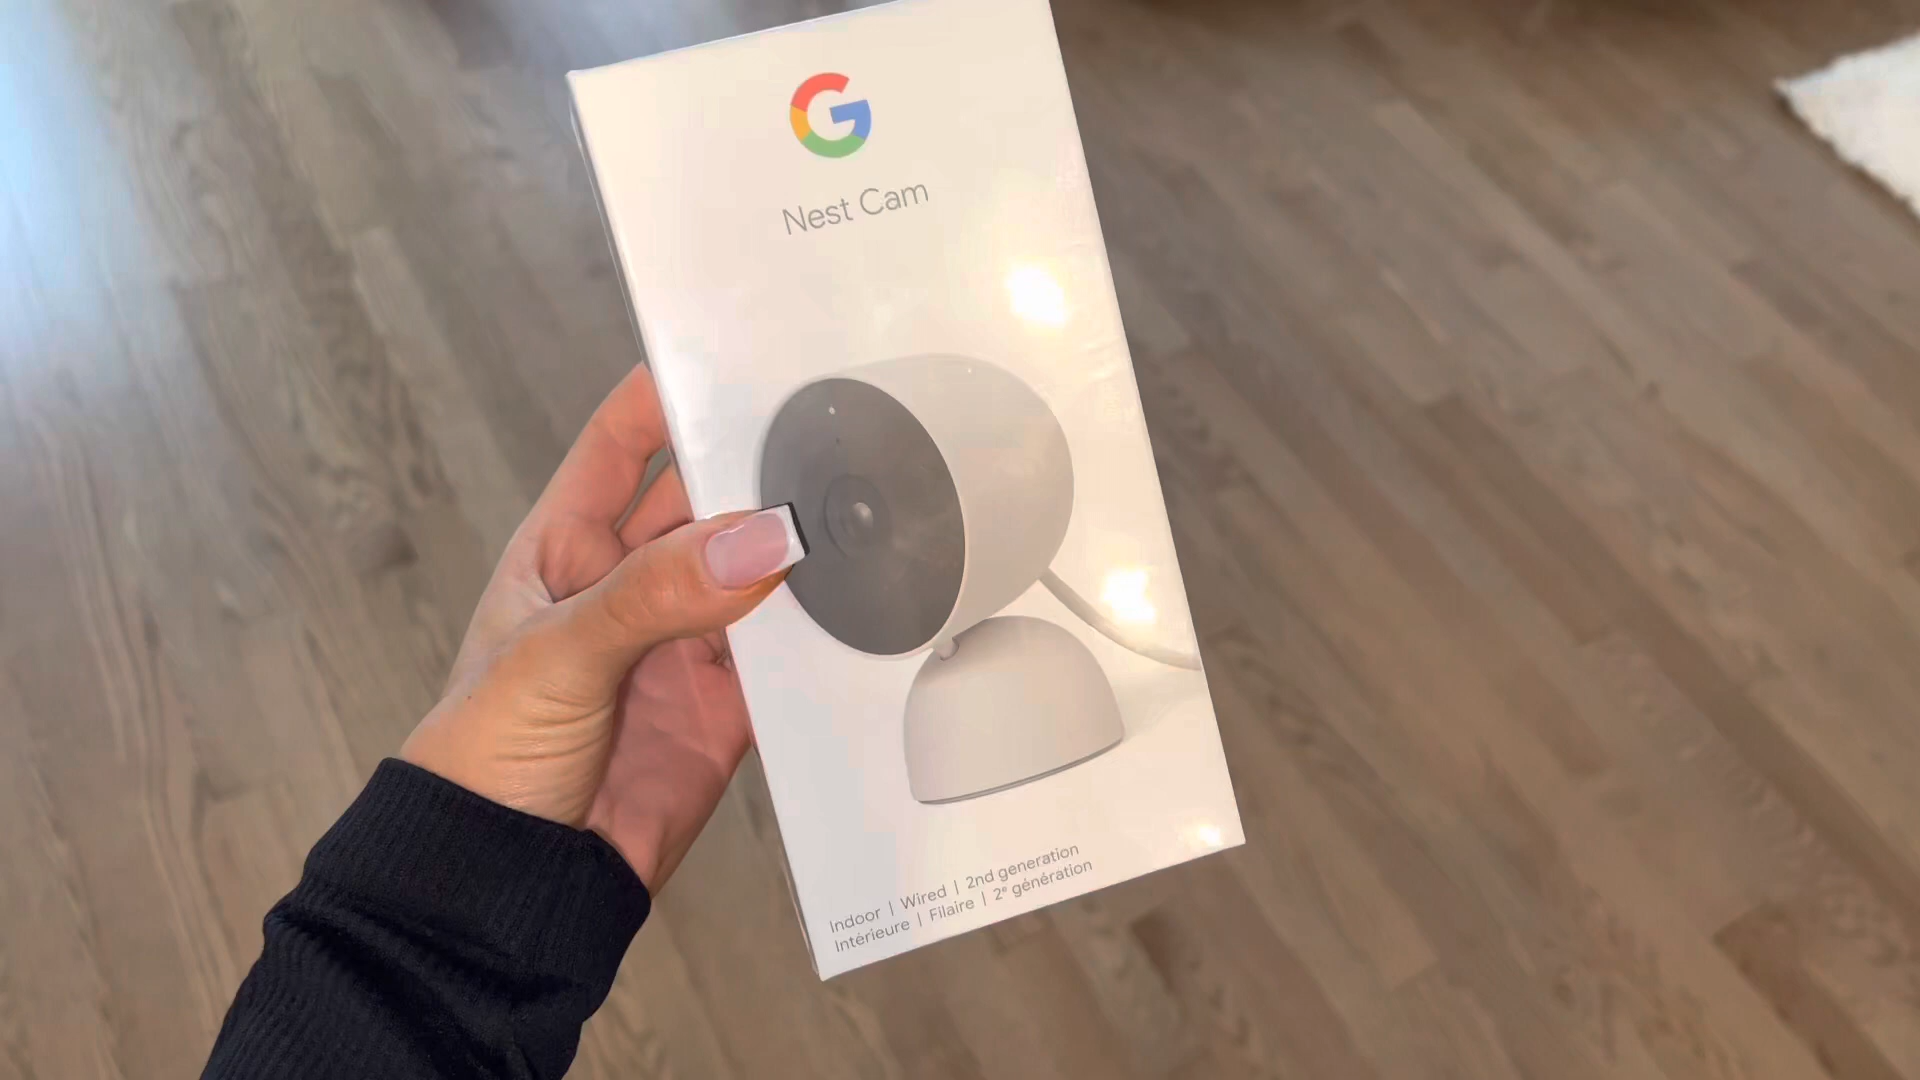 Nest Cam
Indoor | Wired | 2nd generation
Intérieure | Filaire | 2e génération